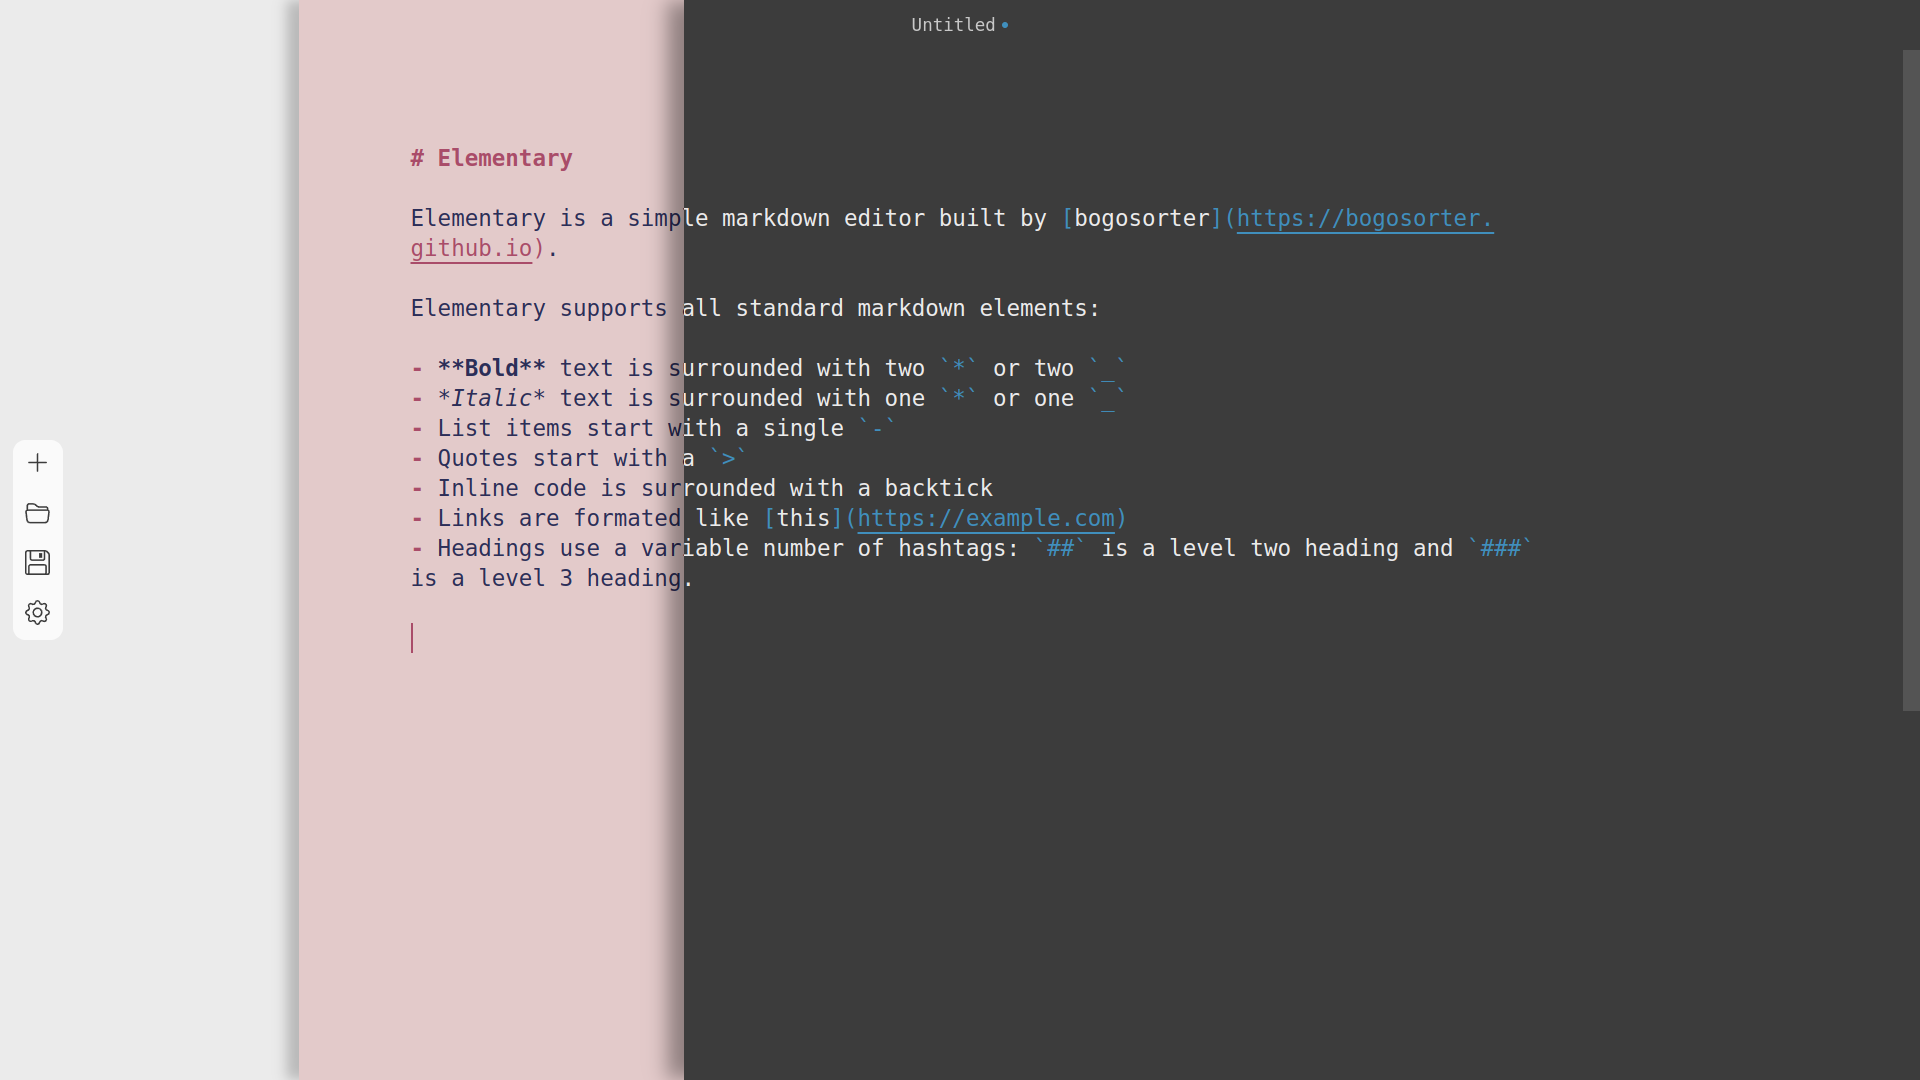 Untitled
# Elementary
Elementary is a simple markdown editor built by [bogosorter](https://bogosorter.
github.io).
Elementary supports all standard markdown elements:
- **Bold** text is surrounded with two `*` or two `_`
- *Italic* text is surrounded with one `*` or one `_`
- List items start with a single `-`
- Quotes start with a `>`
- Inline code is surrounded with a backtick
- Links are formated like [this](https://example.com)
- Headings use a variable number of hashtags: `##` is a level two heading and `###`
is a level 3 heading.